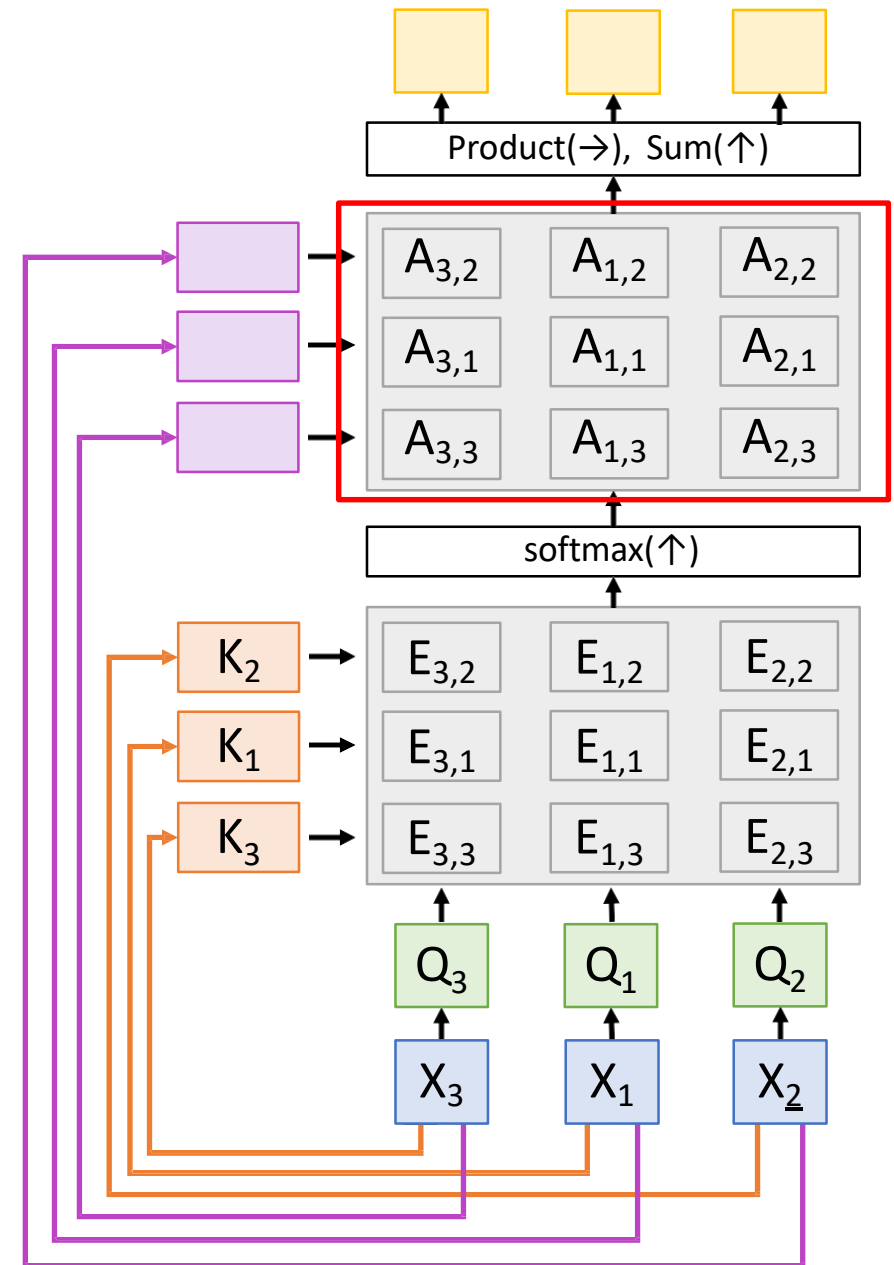 Product(→), Sum(↑)
A3,2 A1,2 A2,2
A3,1 A1,1 A2,1
A3,3 A1,3 A2,3
softmax(↑)
K2 E3,2 E1,2 E2,2
K1 E3,1 E1,1 E2,1
K3 E3,3 E1,3 E2,3
Q3 Q1 Q2
X3 X1 X2